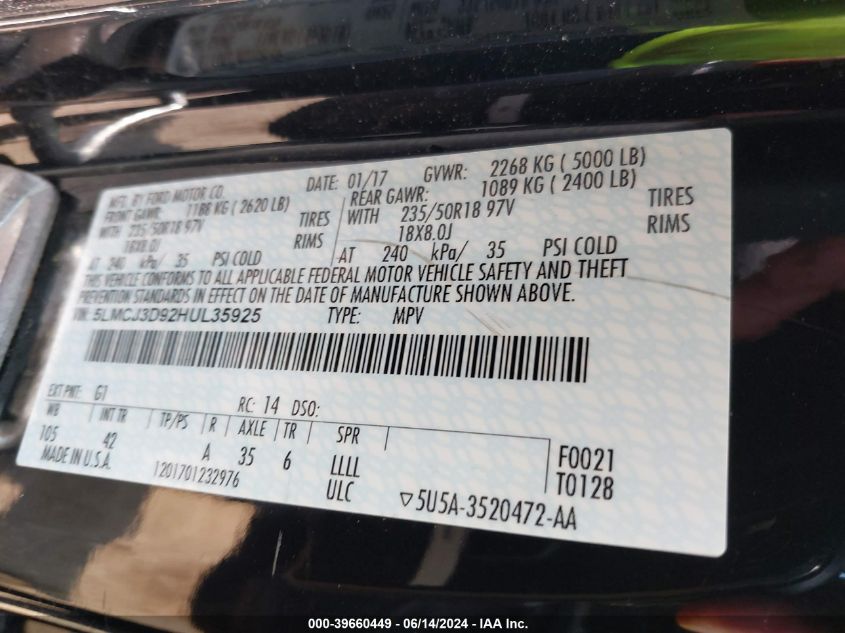 MFD. BY FORD MOTOR CO. DATE: 01/17 GVWR: 2268 KG ( 5000 LB)
FRONT GAWR: 1188 KG ( 2620 LB) REAR GAWR: 1089 KG ( 2400 LB)
WITH 235/50R18 97V TIRES WITH 235/50R18 97V TIRES
18X8.0J RIMS 18X8.0J RIMS
AT 240 kPa/ 35 PSI COLD AT 240 kPa/ 35 PSI COLD
THIS VEHICLE CONFORMS TO ALL APPLICABLE FEDERAL MOTOR VEHICLE SAFETY AND THEFT
PREVENTION STANDARDS IN EFFECT ON THE DATE OF MANUFACTURE SHOWN ABOVE.
VIN: 5LMCJ3D92HUL35925 TYPE: MPV
EXT PNT: G1 RC: 14 DSO:
WB INT TR TP/PS R AXLE TR SPR
105 42 A 35 6 LLLL F0021
MADE IN U.S.A. 1201701232976 ULC T0128
▽5U5A-3520472-AA
000-39660449 - 06/14/2024 - IAA Inc.